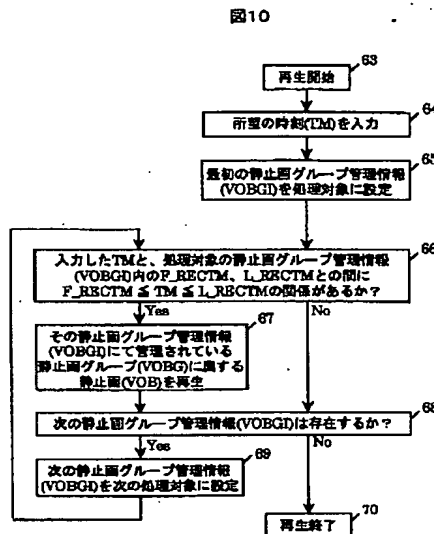 図10
63
再生開始
64
所望の時刻(TM)を入力
65
最初の静止画グループ管理情報
(VOBGI)を処理対象に設定
66
入力したTMと、処理対象の静止画グループ管理情報
(VOBGI)内のF_RECTM、L_RECTMとの間に
F_RECTM ≦ TM ≦ L_RECTMの関係があるか?
Yes
No
67
その静止画グループ管理情報
(VOBGI)にて管理されている
静止画グループ(VOBG)に属する
静止画(VOB)を再生
68
次の静止画グループ管理情報(VOBGI)は存在するか?
Yes
No
69
次の静止画グループ管理情報
(VOBGI)を次の処理対象に設定
70
再生終了